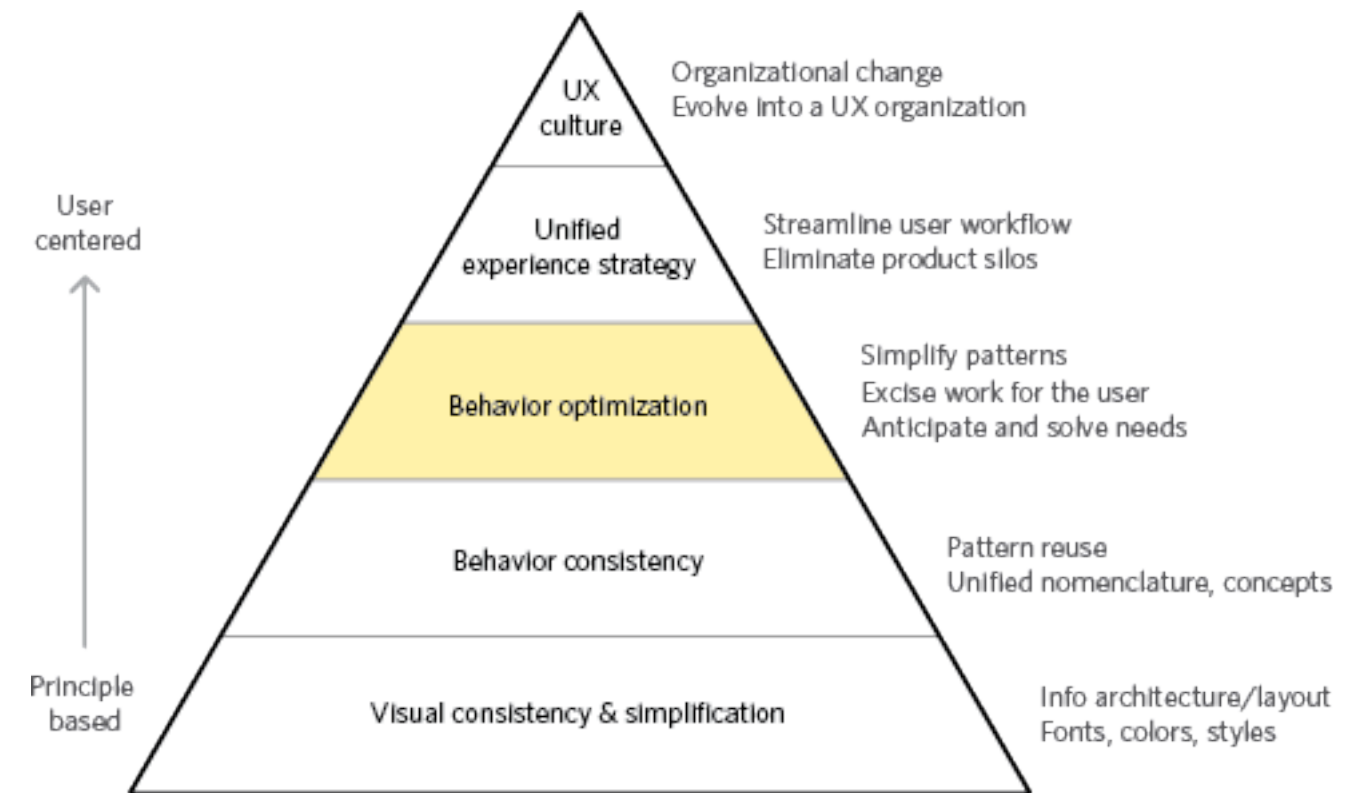 UX
culture
Organizational change
Evolve into a UX organization
User
centered
Unified
experience strategy
Streamline user workflow
Eliminate product silos
Behavior optimization
Simplify patterns
Excise work for the user
Anticipate and solve needs
Behavior consistency
Pattern reuse
Unified nomenclature, concepts
Principle
based
Visual consistency & simplification
Info architecture/layout
Fonts, colors, styles